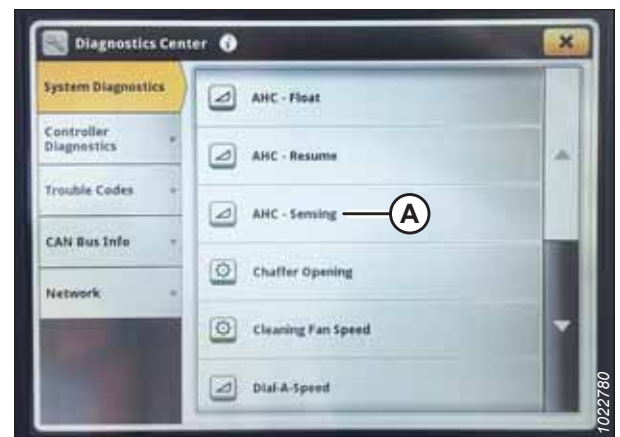 Diagnostics Center
System Diagnostics
Controller
Diagnostics
Trouble Codes
CAN Bus Info
Network
AHC - Float
AHC - Resume
AHC - Sensing
A
Chaffer Opening
Cleaning Fan Speed
Dial-A-Speed
1022780